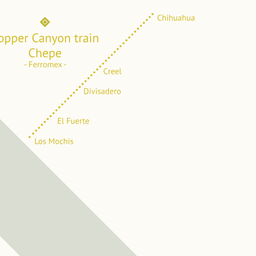 Chihuahua
opper Canyon train
Chepe
- Ferromex -
Creel
Divisadero
El Fuerte
Los Mochis